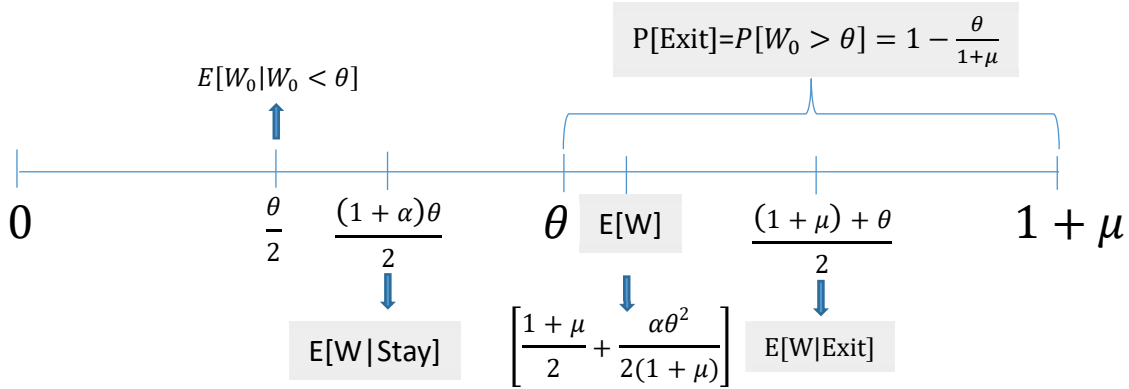 P[Exit]=P[W₀ > θ] = 1 − θ/(1+μ)
E[W₀|W₀ < θ]
0
θ/2
(1 + α)θ/2
θ
E[W]
(1 + μ) + θ/2
1 + μ
E[W|Stay]
[(1 + μ)/2 + αθ²/2(1 + μ)]
E[W|Exit]